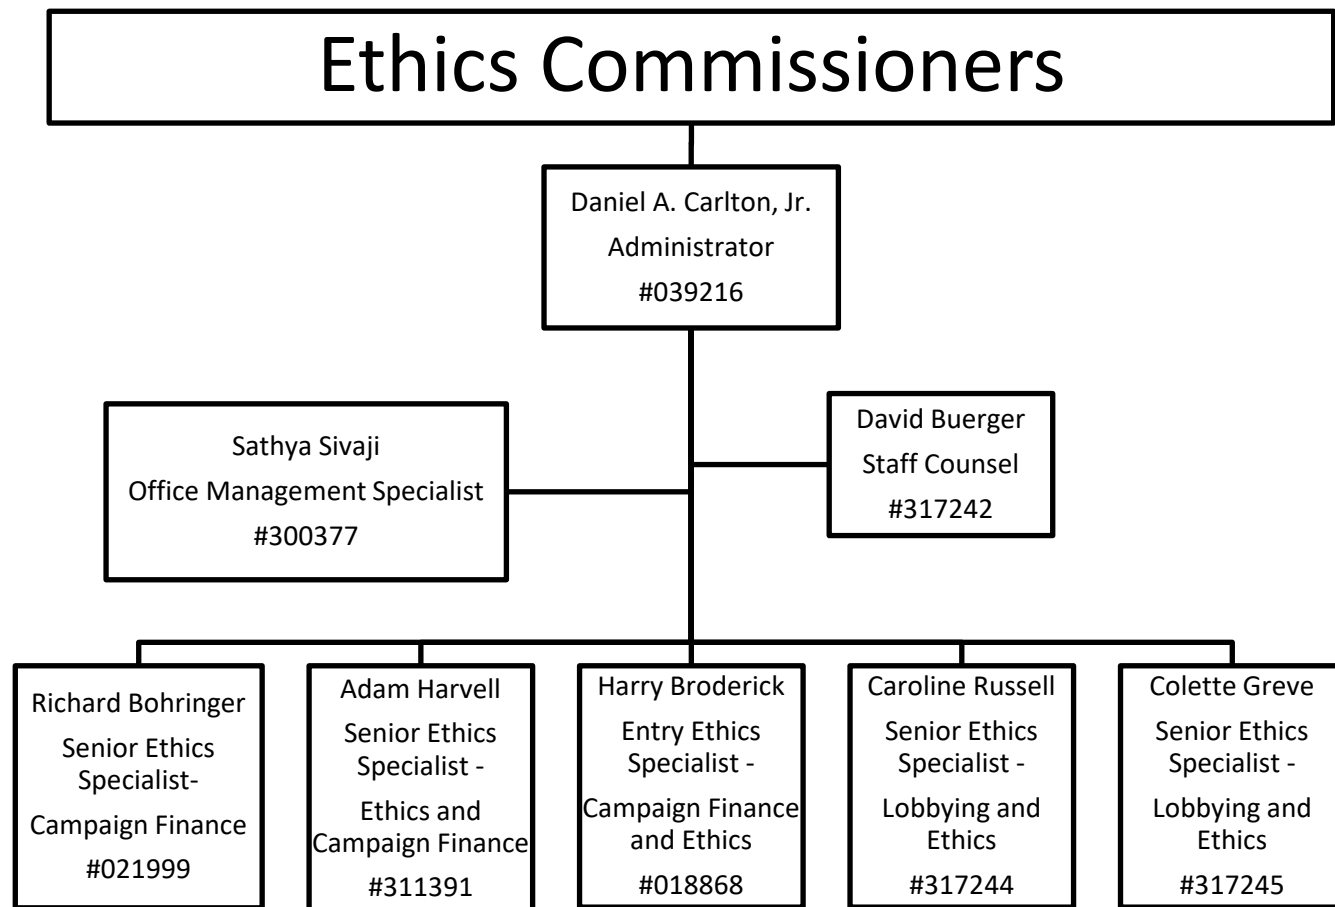 Ethics Commissioners
Daniel A. Carlton, Jr.
Administrator
#039216
Sathya Sivaji
Office Management Specialist
#300377
David Buerger
Staff Counsel
#317242
Richard Bohringer
Senior Ethics
Specialist-
Campaign Finance
#021999
Adam Harvell
Senior Ethics
Specialist -
Ethics and
Campaign Finance
#311391
Harry Broderick
Entry Ethics
Specialist -
Campaign Finance
and Ethics
#018868
Caroline Russell
Senior Ethics
Specialist -
Lobbying and
Ethics
#317244
Colette Greve
Senior Ethics
Specialist -
Lobbying and
Ethics
#317245